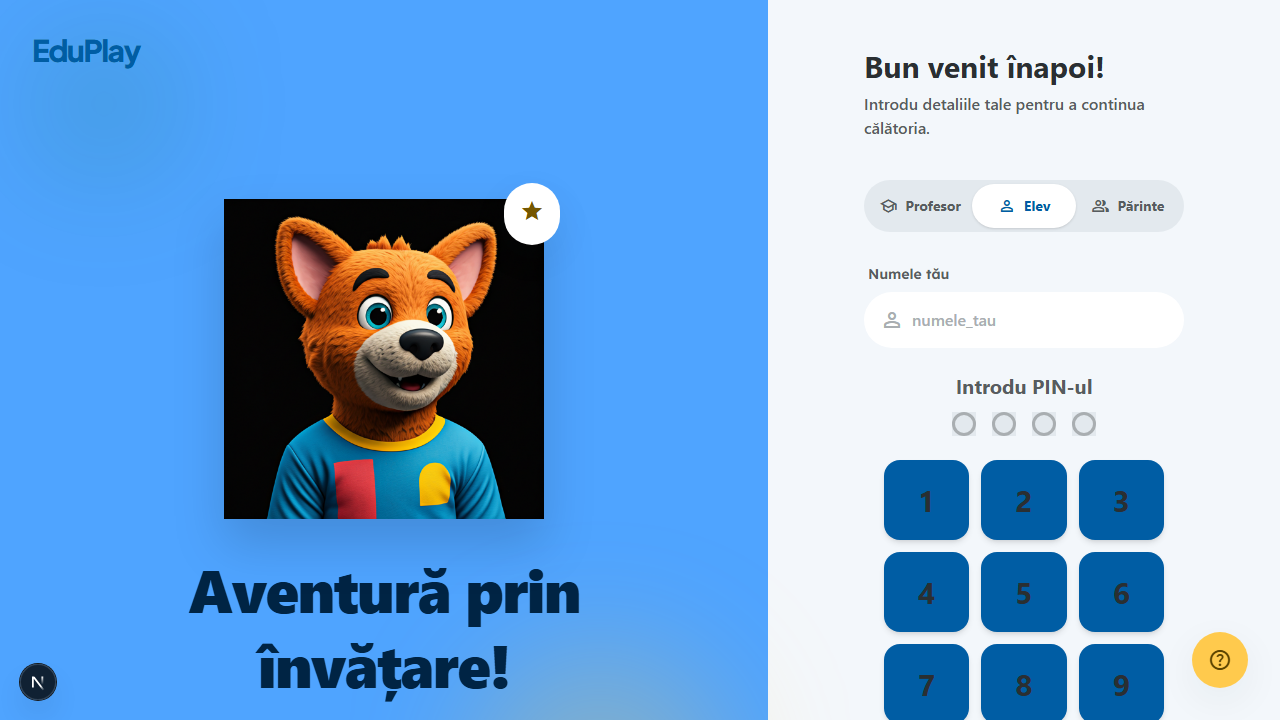 EduPlay
Aventură prin
învățare!
N
Bun venit înapoi!
Introdu detaliile tale pentru a continua
călătoria.
Profesor
Elev
Părinte
Numele tău
numele_tau
Introdu PIN-ul
1 2 3
4 5 6
7 8 9
?